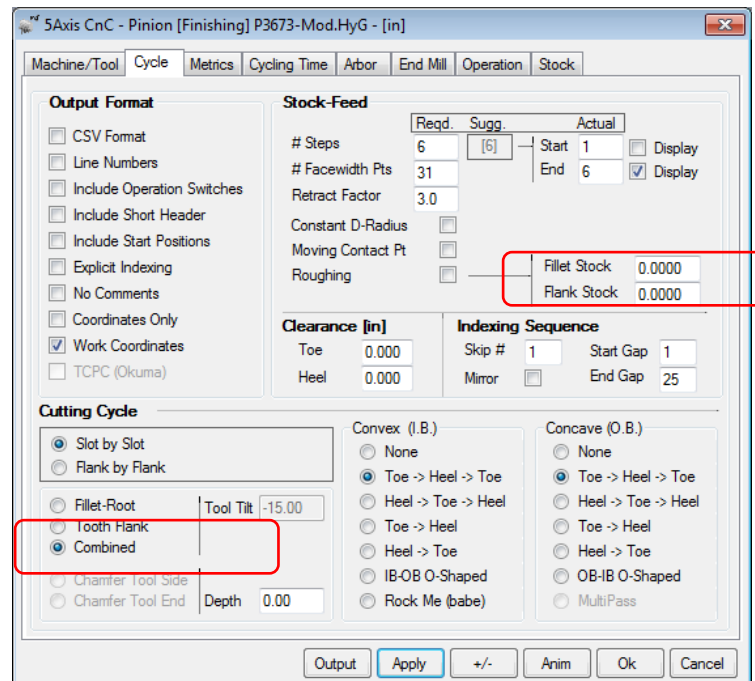 5Axis CnC - Pinion [Finishing] P3673-Mod.HyG - [in]
Machine/Tool Cycle Metrics Cycling Time Arbor End Mill Operation Stock
Output Format
CSV Format
Line Numbers
Include Operation Switches
Include Short Header
Include Start Positions
Explicit Indexing
No Comments
Coordinates Only
Work Coordinates
TCPC (Okuma)
Stock-Feed
Reqd. Sugg. Actual
# Steps 6 [6] Start 1 Display
# Facewidth Pts 31 End 6 Display
Retract Factor 3.0
Constant D-Radius
Moving Contact Pt
Roughing
Fillet Stock 0.0000
Flank Stock 0.0000
Clearance [in]
Toe 0.000
Heel 0.000
Indexing Sequence
Skip # 1 Start Gap 1
Mirror End Gap 25
Cutting Cycle
Slot by Slot
Flank by Flank
Fillet-Root Tool Tilt -15.00
Tooth Flank
Combined
Chamfer Tool Side
Chamfer Tool End Depth 0.00
Convex (I.B.)
None
Toe -> Heel -> Toe
Heel -> Toe -> Heel
Toe -> Heel
Heel -> Toe
IB-OB O-Shaped
Rock Me (babe)
Concave (O.B.)
None
Toe -> Heel -> Toe
Heel -> Toe -> Heel
Toe -> Heel
Heel -> Toe
OB-IB O-Shaped
MultiPass
Output Apply +/- Anim Ok Cancel